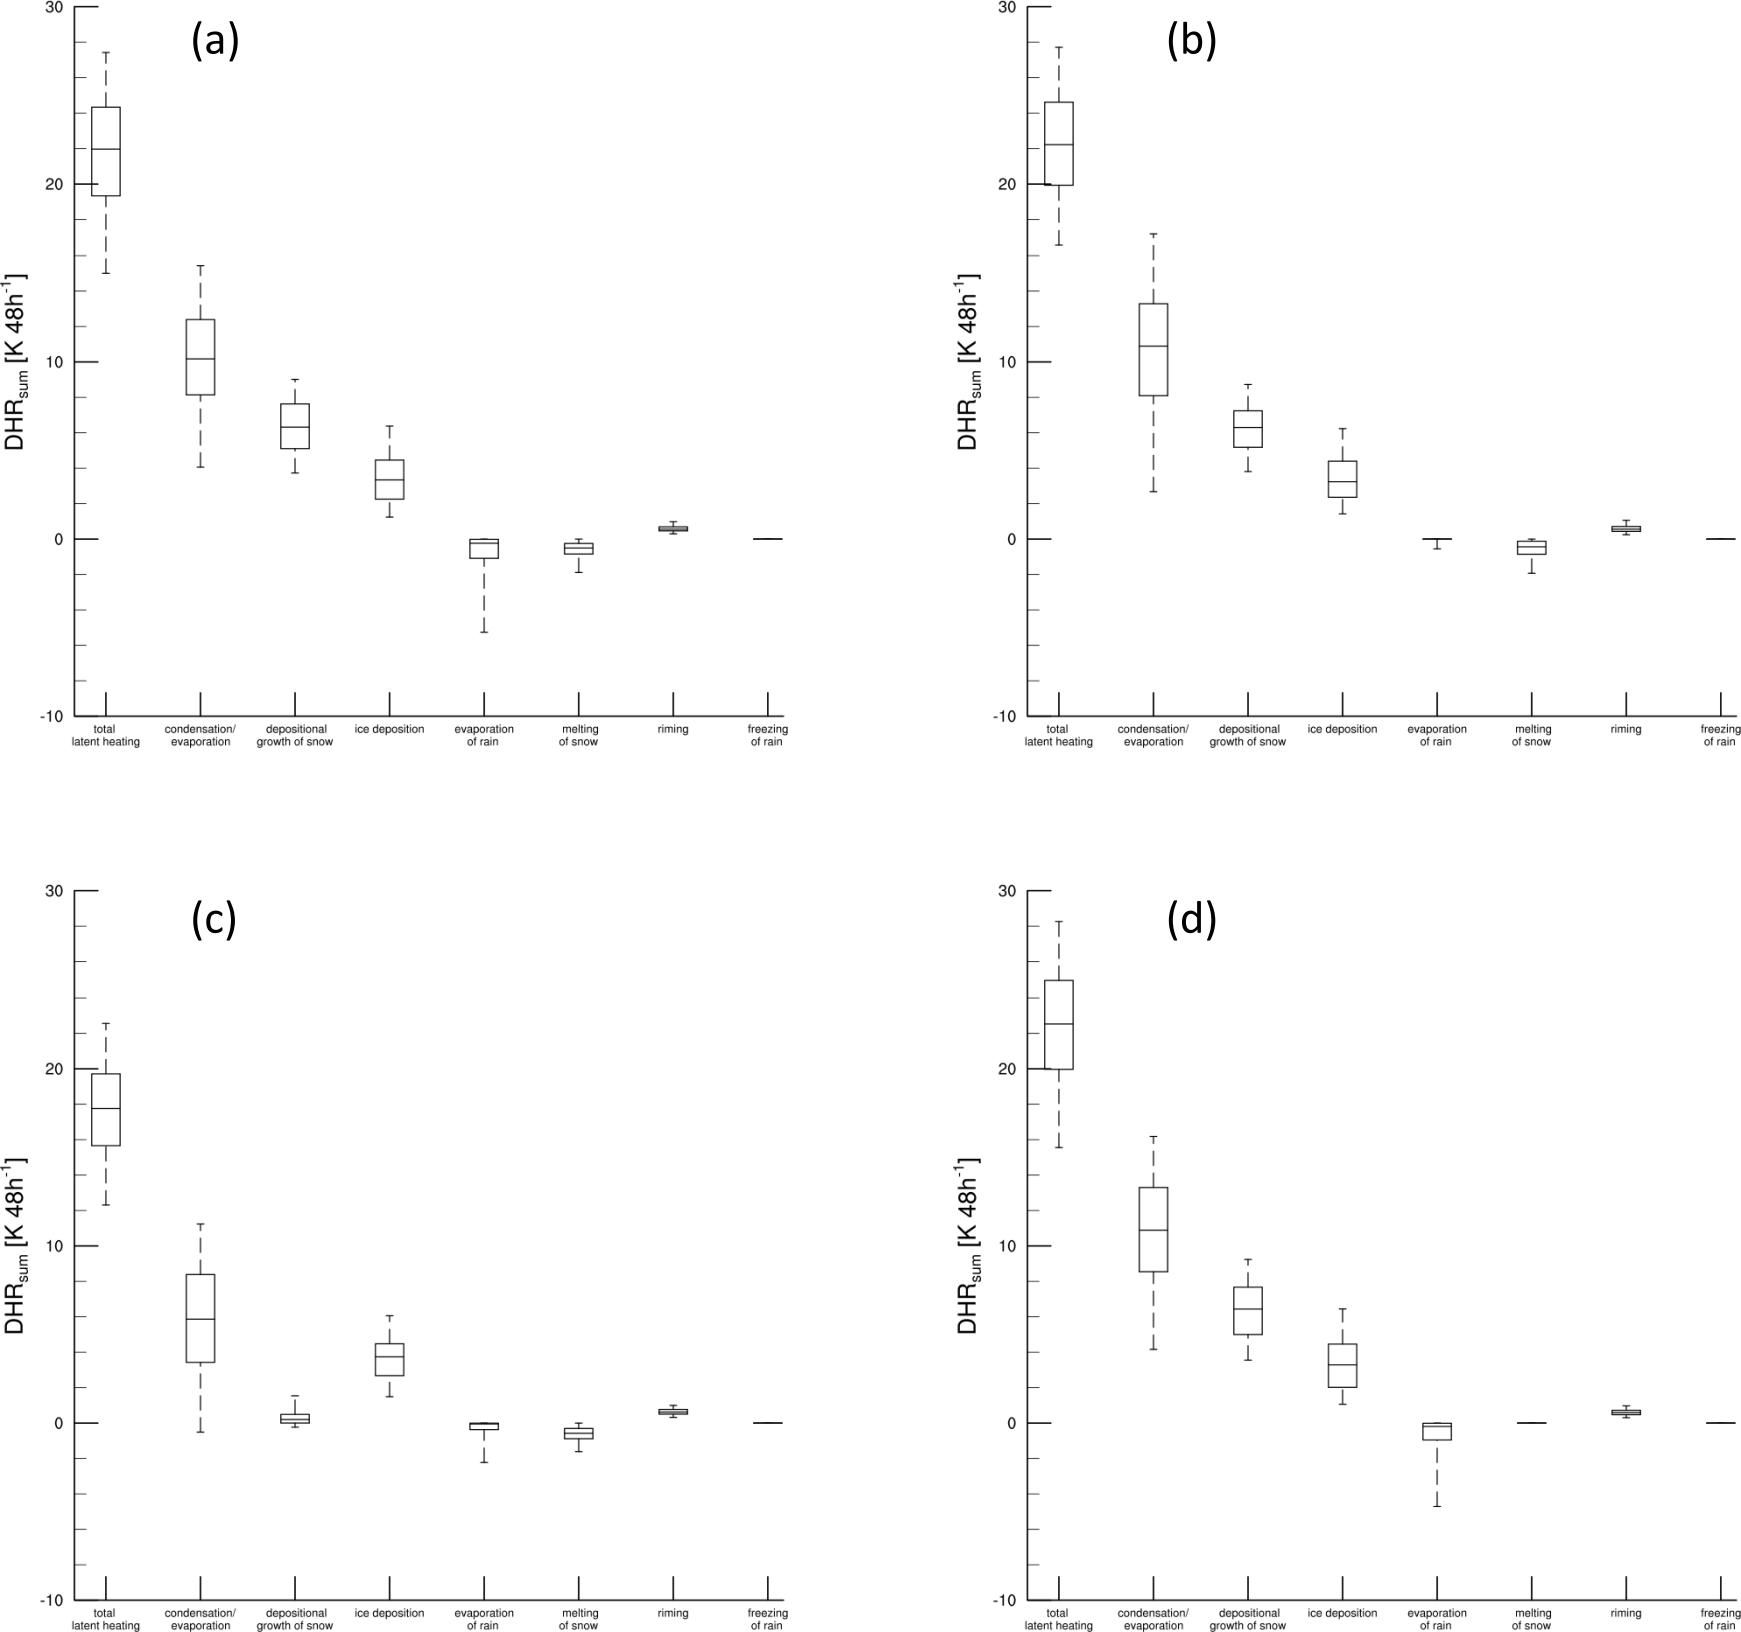 (a)
30
20
10
0
-10
DHRsum [K 48h-1]
total latent heating
condensation/ evaporation
depositional growth of snow
ice deposition
evaporation of rain
melting of snow
riming
freezing of rain
(b)
30
20
10
0
-10
DHRsum [K 48h-1]
total latent heating
condensation/ evaporation
depositional growth of snow
ice deposition
evaporation of rain
melting of snow
riming
freezing of rain
(c)
30
20
10
0
-10
DHRsum [K 48h-1]
total latent heating
condensation/ evaporation
depositional growth of snow
ice deposition
evaporation of rain
melting of snow
riming
freezing of rain
(d)
30
20
10
0
-10
DHRsum [K 48h-1]
total latent heating
condensation/ evaporation
depositional growth of snow
ice deposition
evaporation of rain
melting of snow
riming
freezing of rain